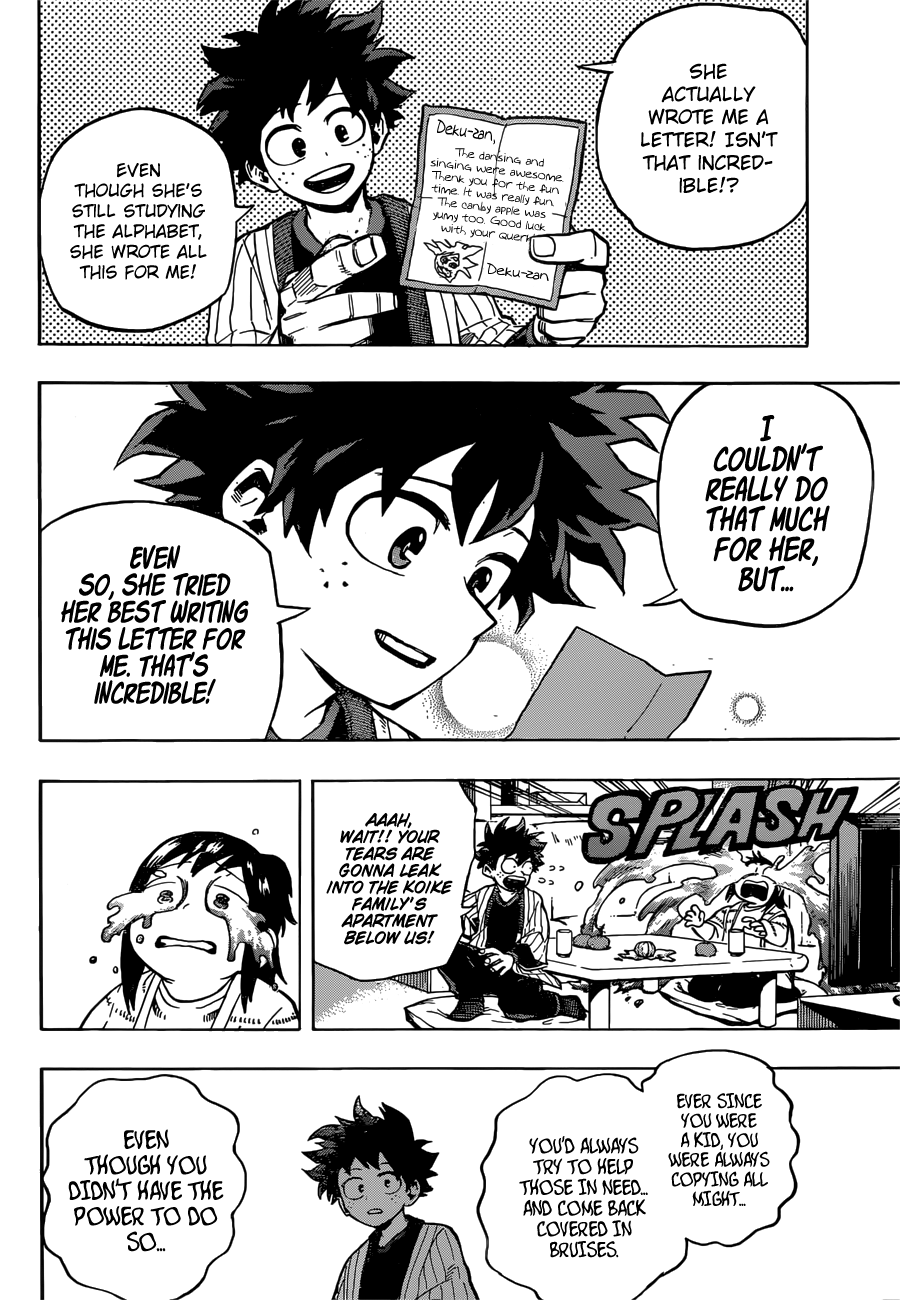 SHE
ACTUALLY
WROTE ME A
LETTER! ISN'T
THAT INCRED-
IBLE!?
Deku-zan,
The dansing and
singing were awesome.
Thenk you for the fun
time. It was really fun.
The canby apple was
yumy too. Good luck
with your querk
Deku-zan
EVEN
THOUGH SHE'S
STILL STUDYING
THE ALPHABET,
SHE WROTE ALL
THIS FOR ME!
I
COULDN'T
REALLY DO
THAT MUCH
FOR HER,
BUT...
EVEN
SO, SHE TRIED
HER BEST WRITING
THIS LETTER FOR
ME. THAT'S
INCREDIBLE!
SPLASH
AAAH,
WAIT!! YOUR
TEARS ARE
GONNA LEAK
INTO THE KOIKE
FAMILY'S
APARTMENT
BELOW US!
EVER SINCE
YOU WERE
A KID, YOU
WERE ALWAYS
COPYING ALL
MIGHT...
YOU'D ALWAYS
TRY TO HELP
THOSE IN NEED...
AND COME BACK
COVERED IN
BRUISES.
EVEN
THOUGH YOU
DIDN'T HAVE THE
POWER TO DO
SO...